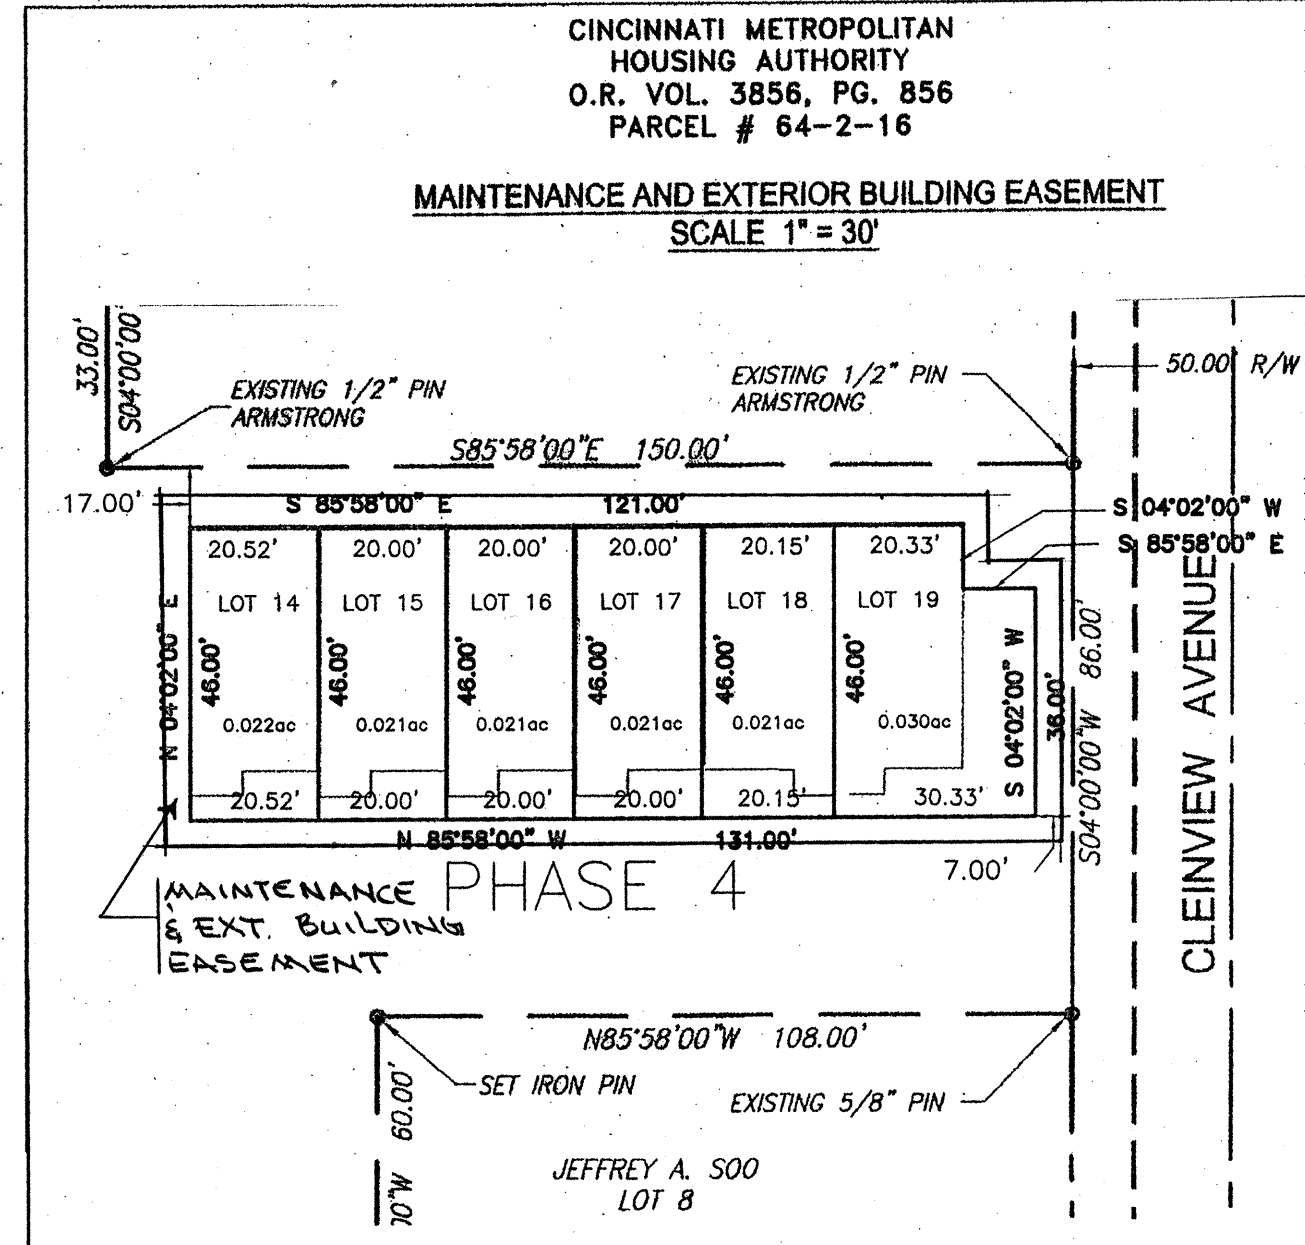 CINCINNATI METROPOLITAN
HOUSING AUTHORITY
O.R. VOL. 3856, PG. 856
PARCEL # 64-2-16
MAINTENANCE AND EXTERIOR BUILDING EASEMENT
SCALE 1" = 30'
33.00'
S04°00'00"
EXISTING 1/2" PIN
ARMSTRONG
EXISTING 1/2" PIN
ARMSTRONG
50.00' R/W
S85°58'00"E 150.00'
17.00'
S 85°58'00" E 121.00'
S 04°02'00" W
S 85°58'00" E
20.52' 20.00' 20.00' 20.00' 20.15' 20.33'
LOT 14 LOT 15 LOT 16 LOT 17 LOT 18 LOT 19
N 04°02'00" E
46.00' 46.00' 46.00' 46.00' 46.00' 46.00'
S 04°02'00" W
36.00'
S04°00'00"W 86.00'
CLEINVIEW AVENUE
0.022ac 0.021ac 0.021ac 0.021ac 0.021ac 0.030ac
20.52' 20.00' 20.00' 20.00' 20.15' 30.33'
N 85°58'00" W 131.00'
7.00'
PHASE 4
MAINTENANCE
& EXT. BUILDING
EASEMENT
N85°58'00"W 108.00'
SET IRON PIN
EXISTING 5/8" PIN
60.00'
00"W
JEFFREY A. SOO
LOT 8